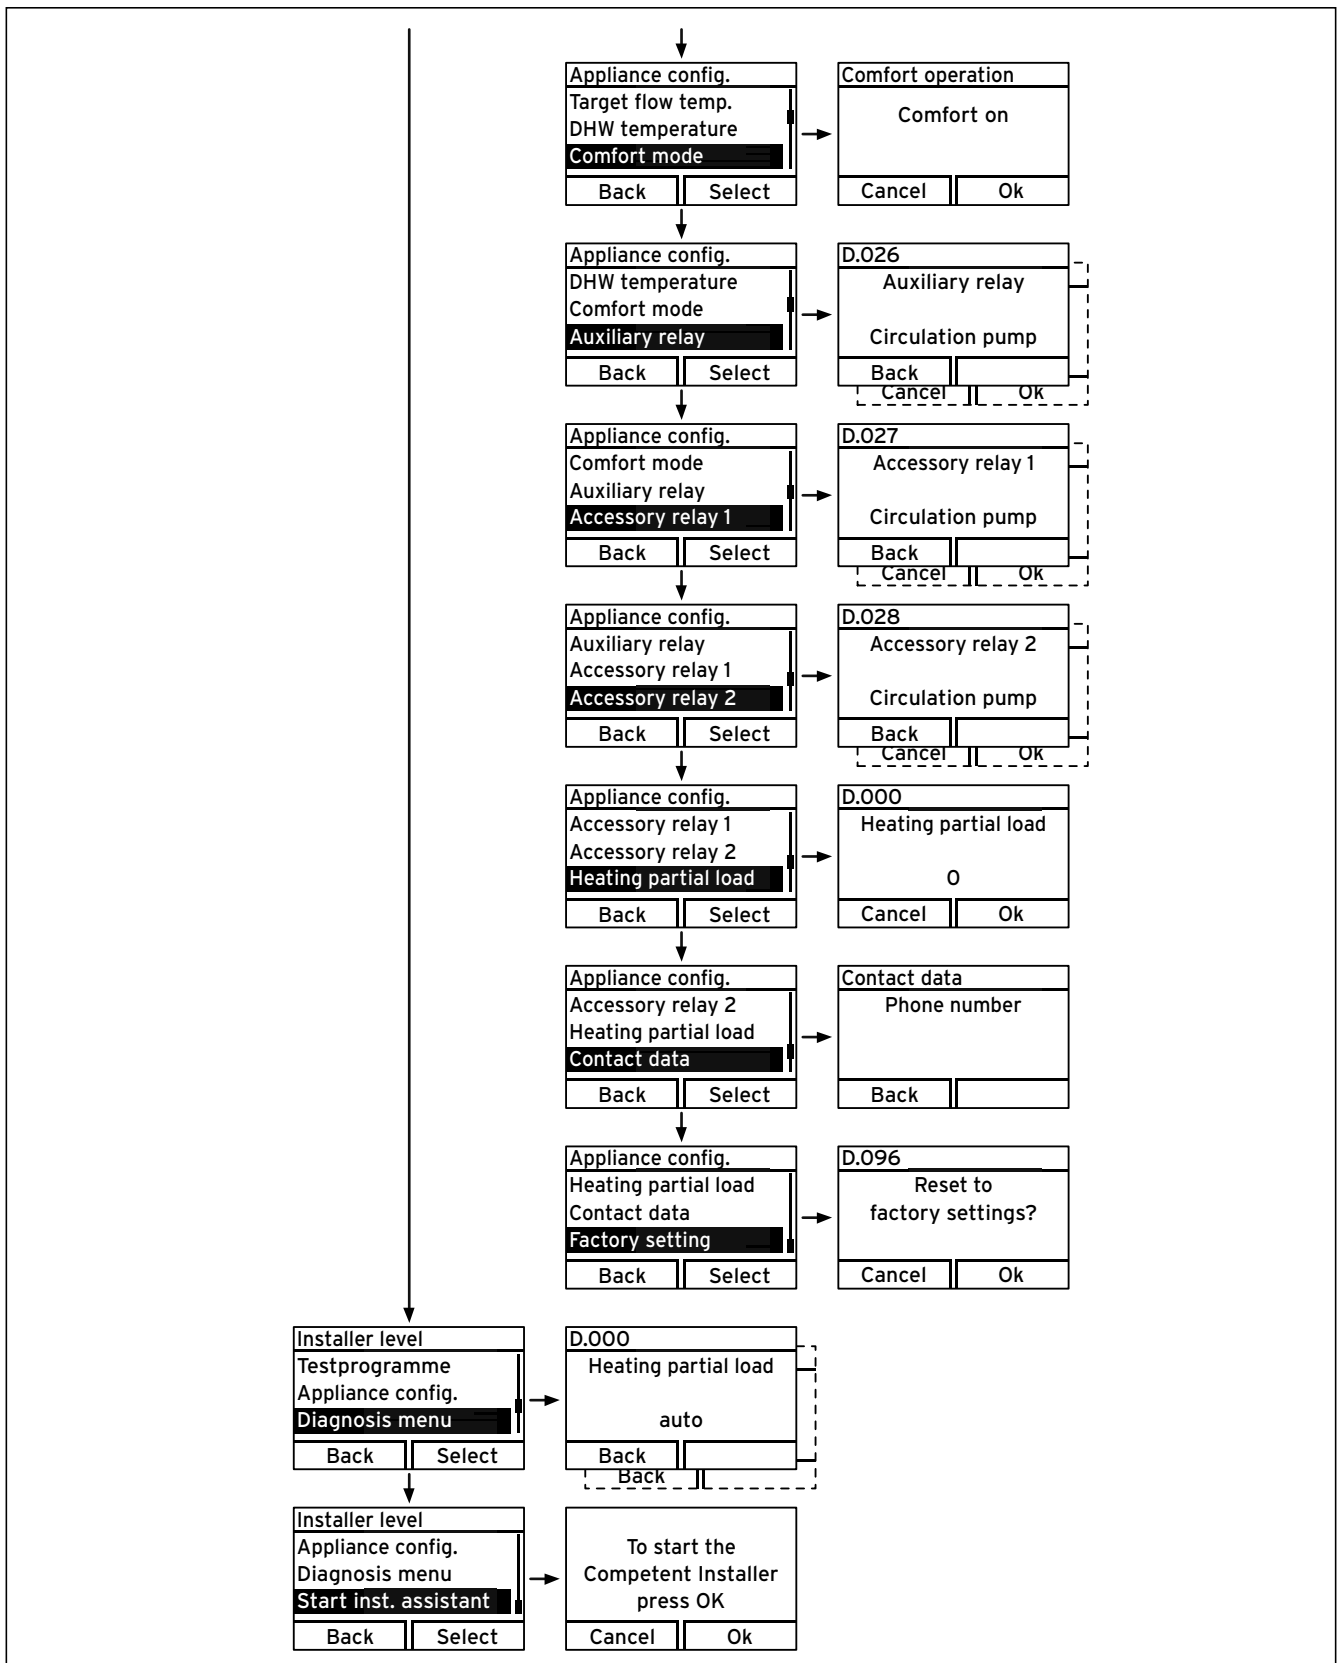 Appliance config.
Target flow temp.
DHW temperature
Comfort mode
Back Select
Comfort operation
Comfort on
Cancel Ok
Appliance config.
DHW temperature
Comfort mode
Auxiliary relay
Back Select
D.026
Auxiliary relay
Circulation pump
Back
Cancel Ok
Appliance config.
Comfort mode
Auxiliary relay
Accessory relay 1
Back Select
D.027
Accessory relay 1
Circulation pump
Back
Cancel Ok
Appliance config.
Auxiliary relay
Accessory relay 1
Accessory relay 2
Back Select
D.028
Accessory relay 2
Circulation pump
Back
Cancel Ok
Appliance config.
Accessory relay 1
Accessory relay 2
Heating partial load
Back Select
D.000
Heating partial load
0
Cancel Ok
Appliance config.
Accessory relay 2
Heating partial load
Contact data
Back Select
Contact data
Phone number
Back
Appliance config.
Heating partial load
Contact data
Factory setting
Back Select
D.096
Reset to
factory settings?
Cancel Ok
Installer level
Testprogramme
Appliance config.
Diagnosis menu
Back Select
D.000
Heating partial load
auto
Back
Back
Installer level
Appliance config.
Diagnosis menu
Start inst. assistant
Back Select
To start the
Competent Installer
press OK
Cancel Ok